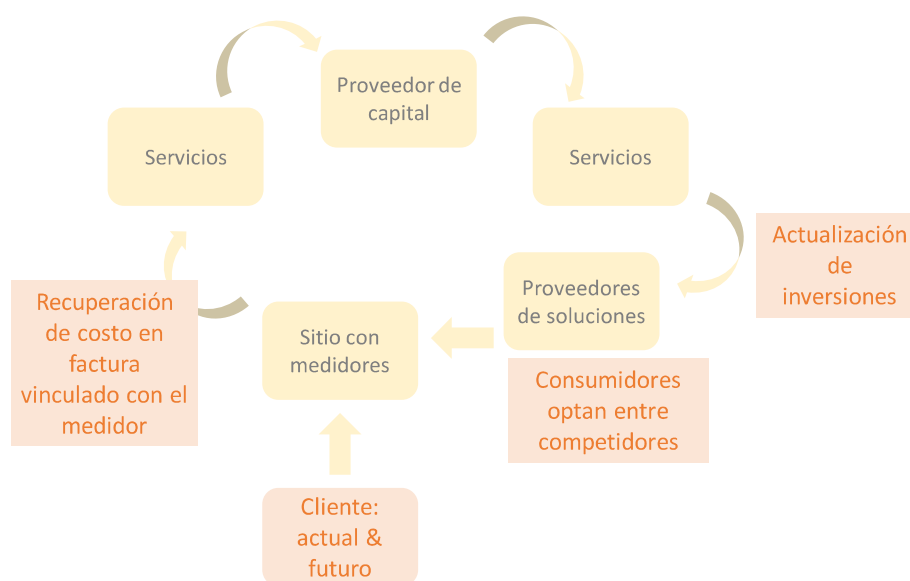 Proveedor de
capital
Servicios
Servicios
Actualización
de
inversiones
Proveedores
de soluciones
Recuperación
de costo en
factura
vinculado con el
medidor
Sitio con
medidores
Consumidores
optan entre
competidores
Cliente:
actual &
futuro